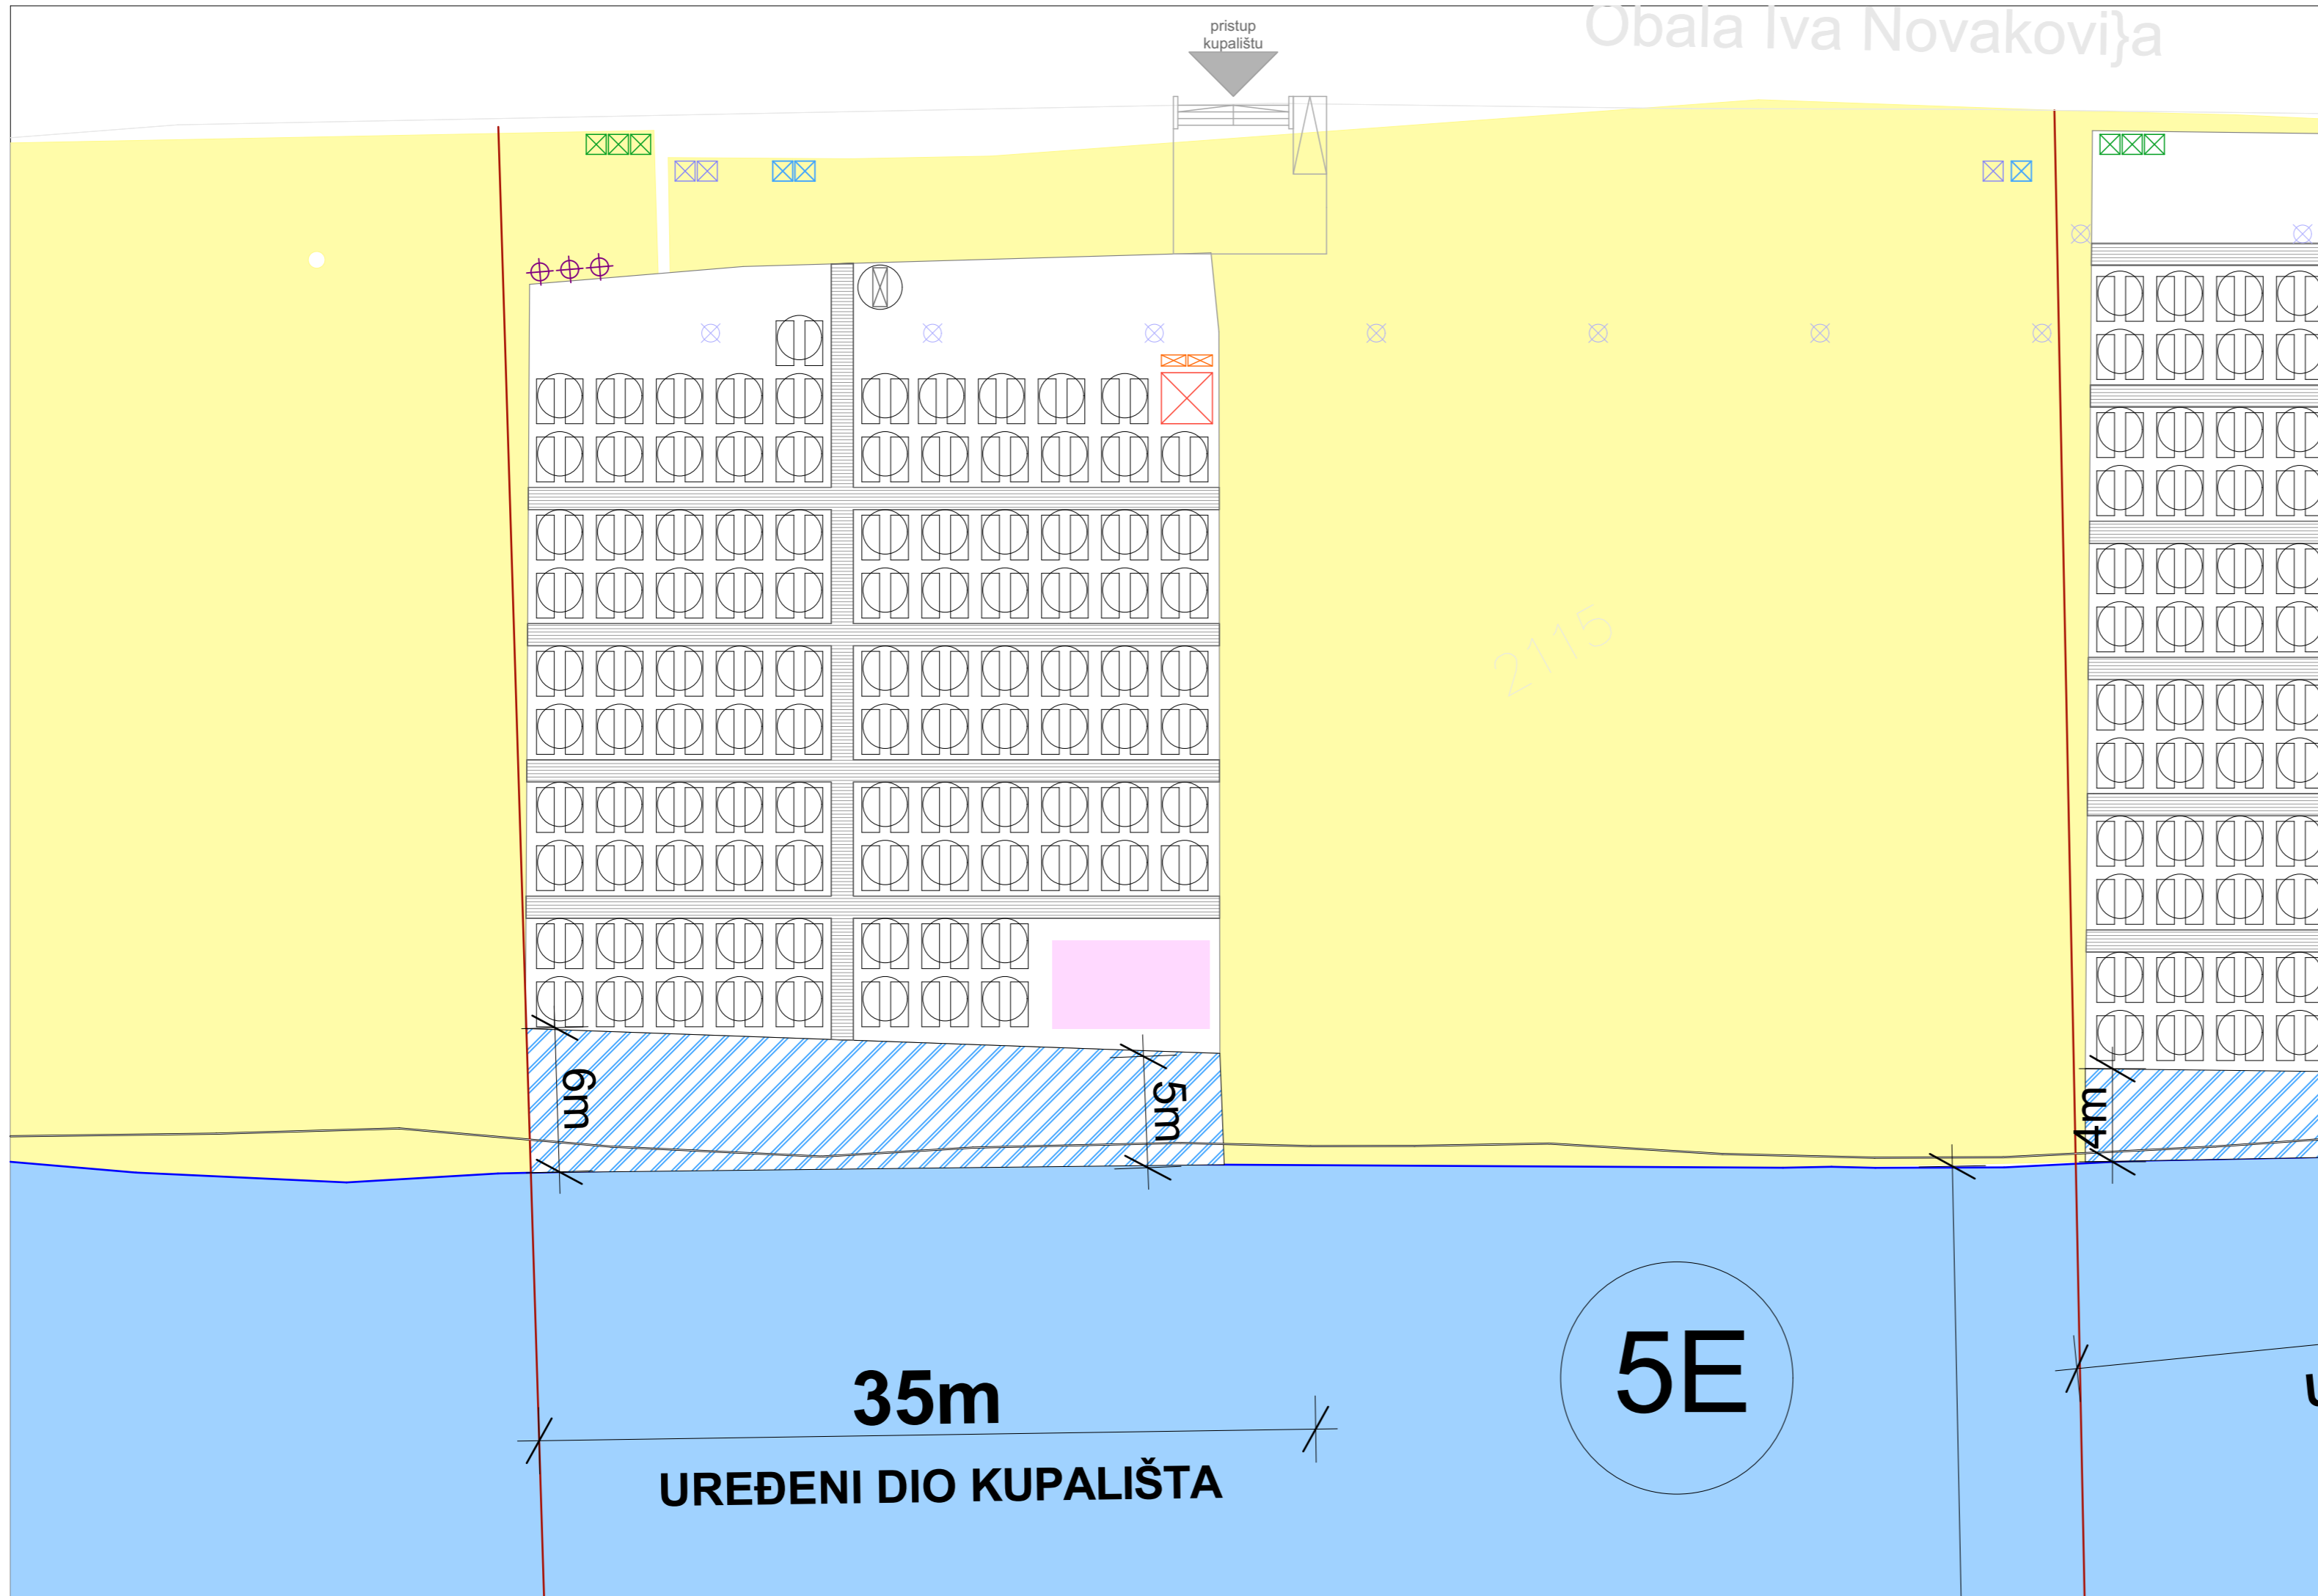 pristup
kupalištu
Obala Iva Novakovi}a
2115
6m
5m
4m
5E
35m
UREĐENI DIO KUPALIŠTA